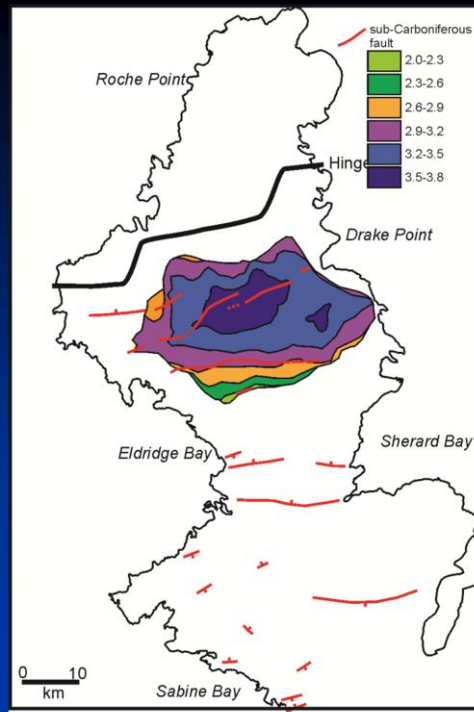 sub-Carboniferous
fault
2.0-2.3
2.3-2.6
2.6-2.9
2.9-3.2
3.2-3.5
3.5-3.8
Roche Point
Hinge
Drake Point
Eldridge Bay
Sherard Bay
0 10
km
Sabine Bay